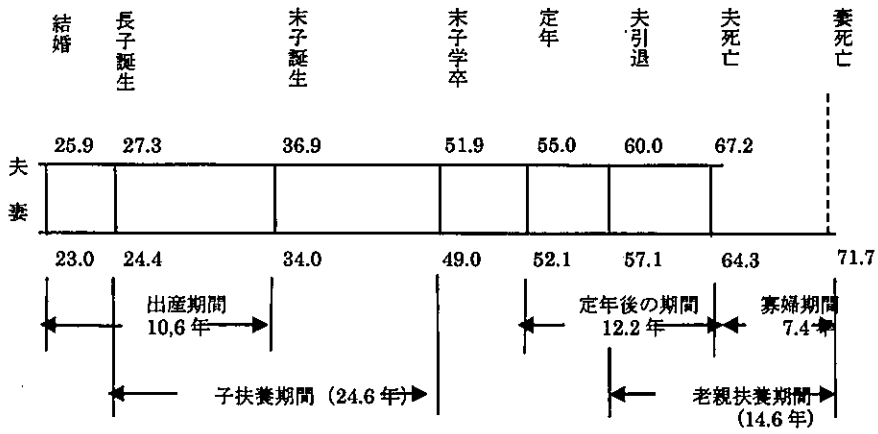 結婚
長子誕生
末子誕生
末子学卒
定年
夫引退
夫死亡
妻死亡
25.9 27.3 36.9 51.9 55.0 60.0 67.2
夫
妻
23.0 24.4 34.0 49.0 52.1 57.1 64.3 71.7
出産期間 定年後の期間 寡婦期間
10,6年 12.2年 7.4年
子扶養期間(24.6年) 老親扶養期間
(14.6年)